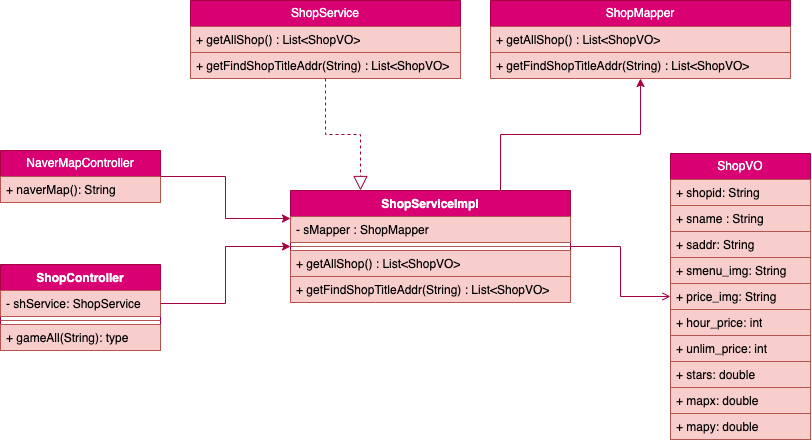 ShopService
+ getAllShop() : List<ShopVO>
+ getFindShopTitleAddr(String) : List<ShopVO>
ShopMapper
+ getAllShop() : List<ShopVO>
+ getFindShopTitleAddr(String) : List<ShopVO>
NaverMapController
+ naverMap(): String
ShopController
- shService: ShopService
+ gameAll(String): type
ShopServiceImpl
- sMapper : ShopMapper
+ getAllShop() : List<ShopVO>
+ getFindShopTitleAddr(String) : List<ShopVO>
ShopVO
+ shopid: String
+ sname : String
+ saddr: String
+ smenu_img: String
+ price_img: String
+ hour_price: int
+ unlim_price: int
+ stars: double
+ mapx: double
+ mapy: double